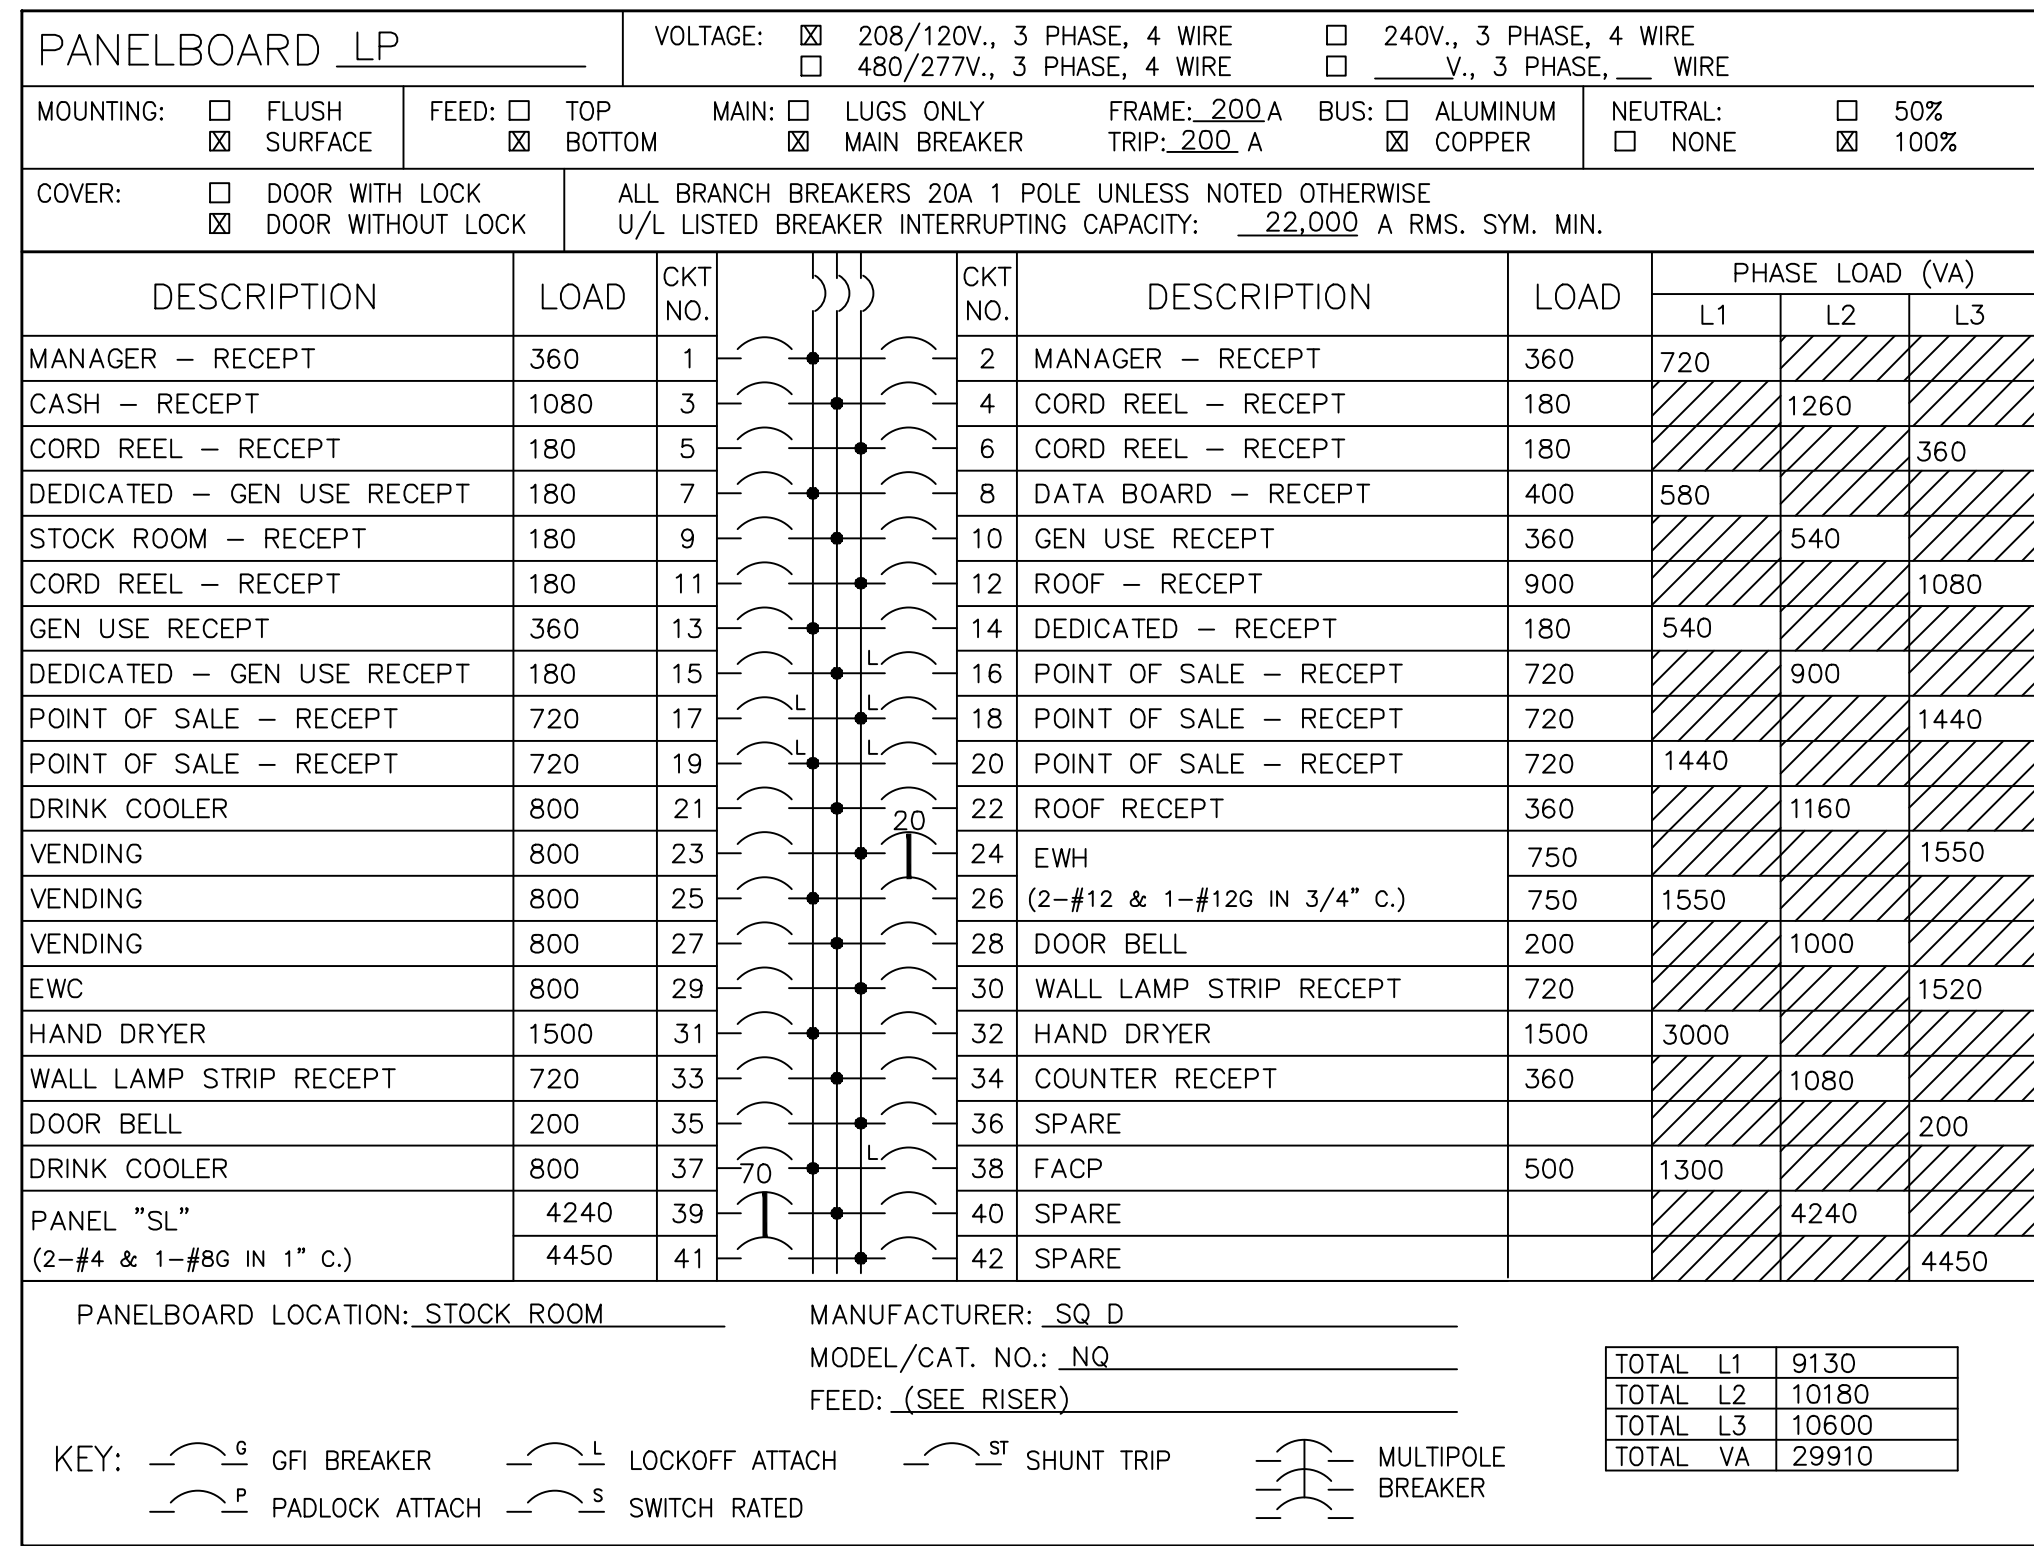 PANELBOARD LP
VOLTAGE: ☒ 208/120V., 3 PHASE, 4 WIRE ☐ 240V., 3 PHASE, 4 WIRE
☐ 480/277V., 3 PHASE, 4 WIRE ☐ _____V., 3 PHASE,___ WIRE
MOUNTING: ☐ FLUSH FEED: ☐ TOP MAIN: ☐ LUGS ONLY FRAME: 200 A BUS: ☐ ALUMINUM NEUTRAL: ☐ 50%
☒ SURFACE ☒ BOTTOM ☒ MAIN BREAKER TRIP: 200 A ☒ COPPER ☐ NONE ☒ 100%
COVER: ☐ DOOR WITH LOCK ALL BRANCH BREAKERS 20A 1 POLE UNLESS NOTED OTHERWISE
☒ DOOR WITHOUT LOCK U/L LISTED BREAKER INTERRUPTING CAPACITY: 22,000 A RMS. SYM. MIN.
DESCRIPTION LOAD CKT NO. CKT NO. DESCRIPTION LOAD PHASE LOAD (VA)
L1 L2 L3
MANAGER – RECEPT 360 1 2 MANAGER – RECEPT 360 720
CASH – RECEPT 1080 3 4 CORD REEL – RECEPT 180 1260
CORD REEL – RECEPT 180 5 6 CORD REEL – RECEPT 180 360
DEDICATED – GEN USE RECEPT 180 7 8 DATA BOARD – RECEPT 400 580
STOCK ROOM – RECEPT 180 9 10 GEN USE RECEPT 360 540
CORD REEL – RECEPT 180 11 12 ROOF – RECEPT 900 1080
GEN USE RECEPT 360 13 14 DEDICATED – RECEPT 180 540
DEDICATED – GEN USE RECEPT 180 15 L 16 POINT OF SALE – RECEPT 720 900
POINT OF SALE – RECEPT 720 17 L L 18 POINT OF SALE – RECEPT 720 1440
POINT OF SALE – RECEPT 720 19 L L 20 POINT OF SALE – RECEPT 720 1440
DRINK COOLER 800 21 22 ROOF RECEPT 360 1160
VENDING 800 23 20 24 EWH 750 1550
VENDING 800 25 26 (2–#12 & 1–#12G IN 3/4" C.) 750 1550
VENDING 800 27 28 DOOR BELL 200 1000
EWC 800 29 30 WALL LAMP STRIP RECEPT 720 1520
HAND DRYER 1500 31 32 HAND DRYER 1500 3000
WALL LAMP STRIP RECEPT 720 33 34 COUNTER RECEPT 360 1080
DOOR BELL 200 35 36 SPARE 200
DRINK COOLER 800 37 L 38 FACP 500 1300
PANEL "SL" 4240 39 70 40 SPARE 4240
(2–#4 & 1–#8G IN 1" C.) 4450 41 42 SPARE 4450
PANELBOARD LOCATION: STOCK ROOM MANUFACTURER: SQ D
MODEL/CAT. NO.: NQ
FEED: (SEE RISER)
TOTAL L1 9130
TOTAL L2 10180
TOTAL L3 10600
TOTAL VA 29910
KEY: G GFI BREAKER L LOCKOFF ATTACH ST SHUNT TRIP MULTIPOLE BREAKER
P PADLOCK ATTACH S SWITCH RATED